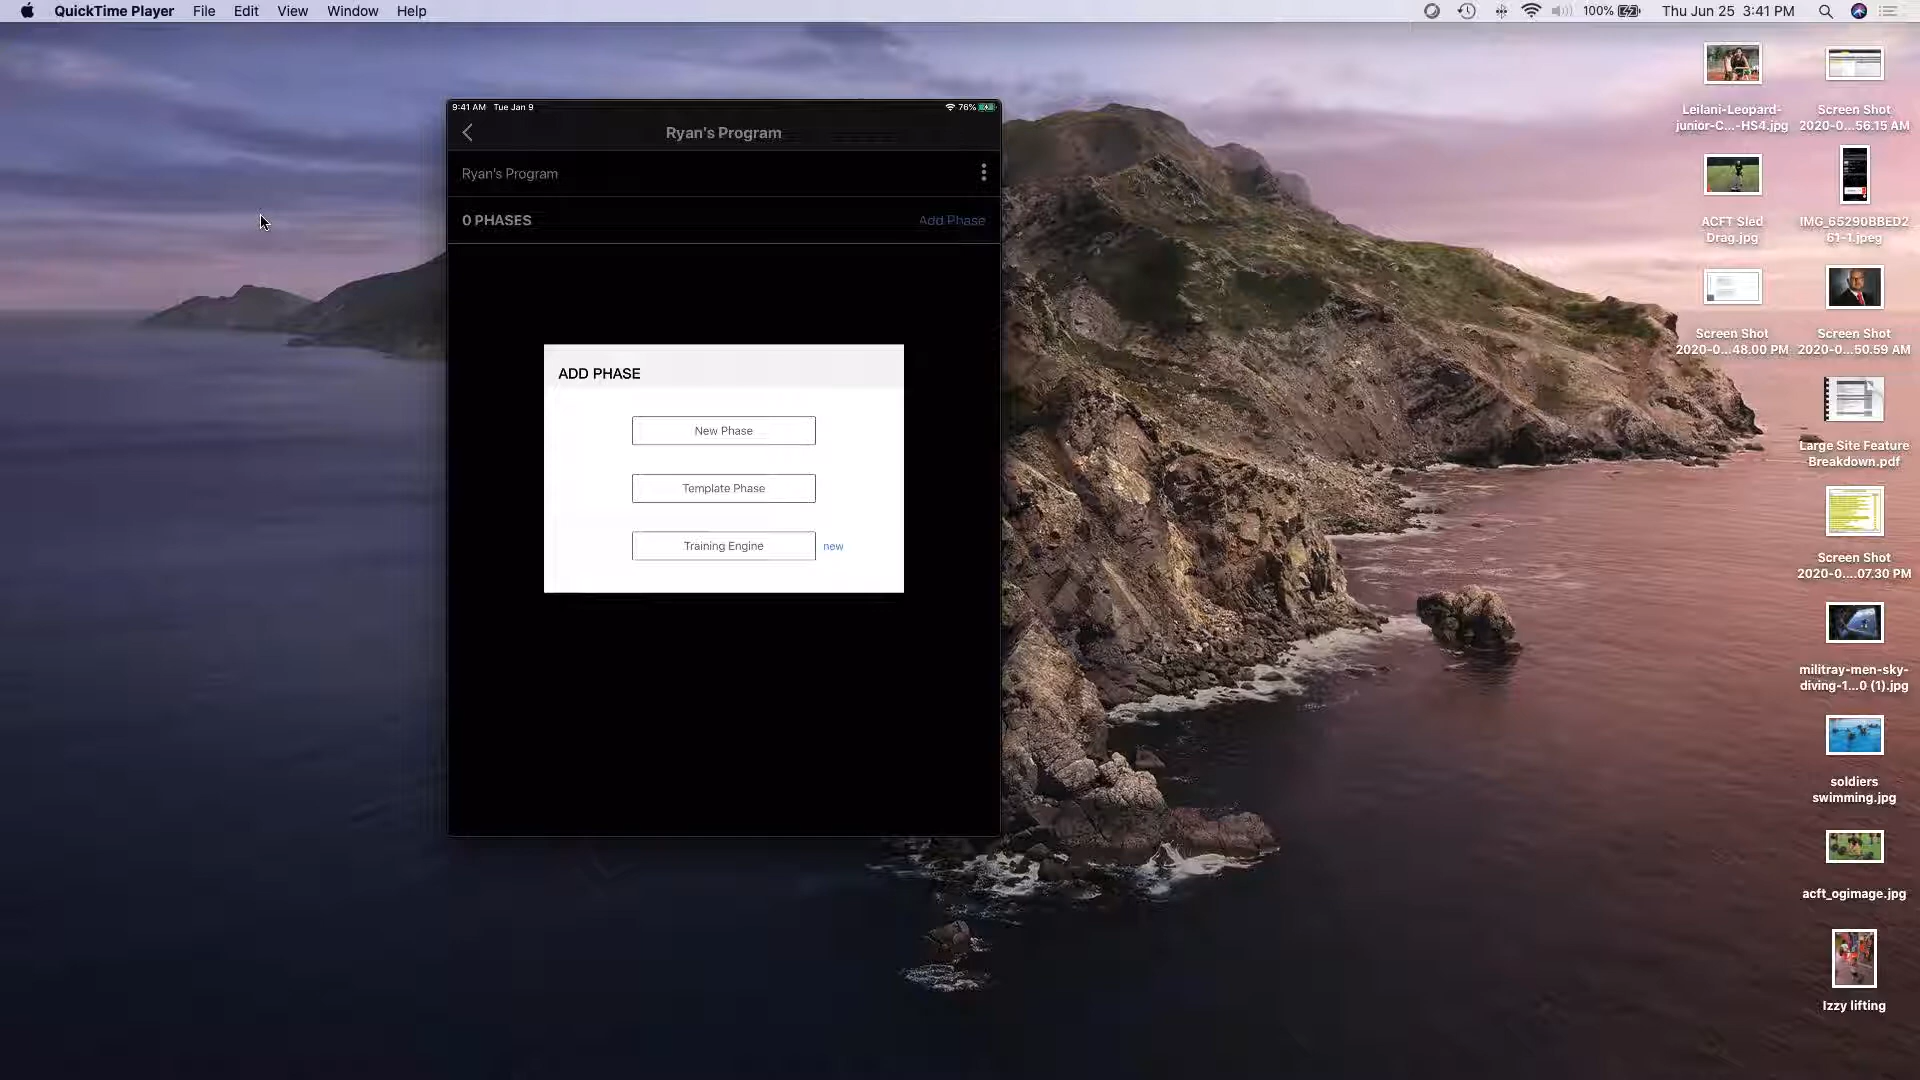 QuickTime Player File Edit View Window Help
100% Thu Jun 25 3:41 PM
9:41 AM Tue Jan 9
76%
Ryan's Program
Ryan's Program
0 PHASES
Add Phase
ADD PHASE
New Phase
Template Phase
Training Engine
new
Leilani-Leopard-
junior-C...-HS4.jpg
Screen Shot
2020-0...56.15 AM
ACFT Sled
Drag.jpg
IMG_65290BBED2
61-1.jpeg
Screen Shot
2020-0...48.00 PM
Screen Shot
2020-0...50.59 AM
Large Site Feature
Breakdown.pdf
Screen Shot
2020-0....07.30 PM
militray-men-sky-
diving-1...0 (1).jpg
soldiers
swimming.jpg
acft_ogimage.jpg
Izzy lifting